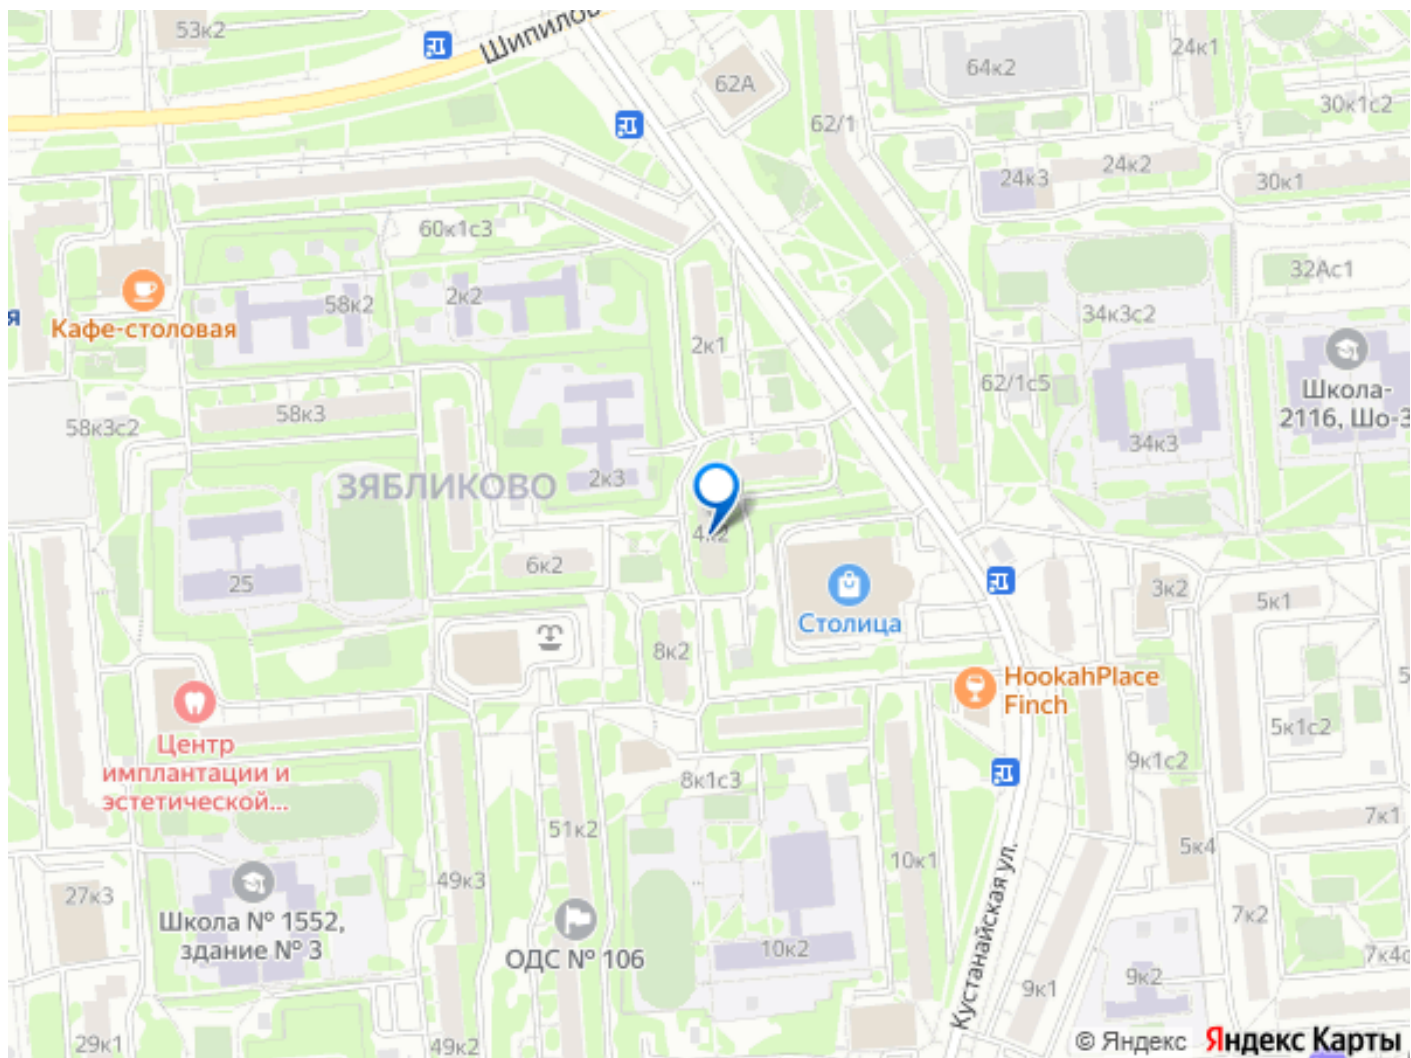 53к2
Шипилов
24к1
64к2
62А
30к1с2
62/1
24к2
24к3
30к1
60к1с3
32Ас1
2к2
58к2
34к3с2
я
Кафе-столовая
2к1
62/1с5
Школа-
2116, Шо-3
58к3
58к3с2
34к3
2к3
ЗЯБЛИКОВО
4к2
6к2
25
3к2
5к1
Столица
8к2
HookahPlace
Finch
5
5к1с2
Центр
имплантации и
эстетической...
9к1с2
8к1с3
7к1
51к2
5к4
10к1
49к3
27к3
Школа № 1552,
здание № 3
7к2
ОДС № 106
10к2
Кустанайская ул.
7к4с
9к2
9к1
29к1
49к2
© Яндекс
Яндекс Карты